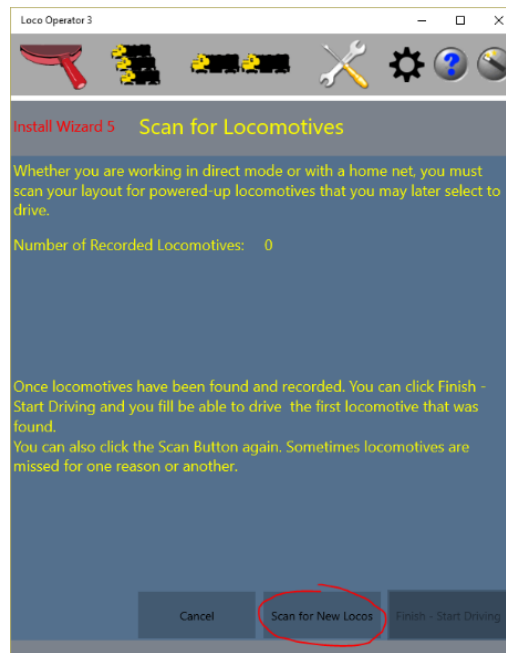 Loco Operator 3
Install Wizard 5 Scan for Locomotives
Whether you are working in direct mode or with a home net, you must
scan your layout for powered-up locomotives that you may later select to
drive.
Number of Recorded Locomotives: 0
Once locomotives have been found and recorded. You can click Finish -
Start Driving and you fill be able to drive the first locomotive that was
found.
You can also click the Scan Button again. Sometimes locomotives are
missed for one reason or another.
Cancel Scan for New Locos Finish - Start Driving